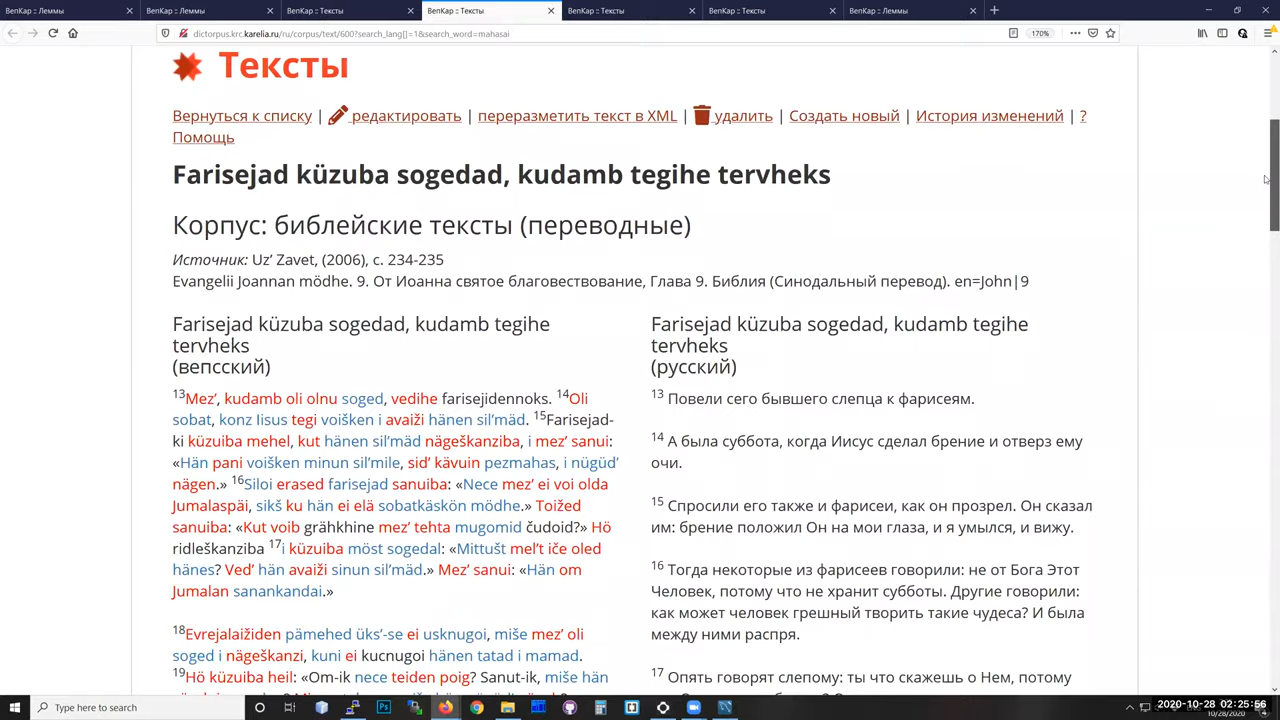 ВепКар :: Леммы
ВепКар :: Леммы
ВепКар :: Тексты
ВепКар :: Тексты
ВепКар :: Тексты
ВепКар :: Тексты
ВепКар :: Леммы
dictorpus.krc.karelia.ru/ru/corpus/text/600?search_lang[]=1&search_word=mahasai
170%
Тексты
Вернуться к списку | редактировать | переразметить текст в XML | удалить | Создать новый | История изменений | ?
Помощь
Farisejad küzuba sogedad, kudamb tegihe tervheks
Корпус: библейские тексты (переводные)
Источник: Uz’ Zavet, (2006), с. 234-235
Evangelii Joannan mödhe. 9. От Иоанна святое благовествование, Глава 9. Библия (Синодальный перевод). en=John|9
Farisejad küzuba sogedad, kudamb tegihe
tervheks
(вепсский)
13Mez’, kudamb oli olnu soged, vedihe farisejidennoks. 14Oli
sobat, konz Iisus tegi voišken i avaiži hänen sil’mäd. 15Farisejad-
ki küzuiba mehel, kut hänen sil’mäd nägeškanziba, i mez’ sanui:
«Hän pani voišken minun sil’mile, sid’ kävuin pezmahas, i nügüd’
nägen.» 16Siloi erased farisejad sanuiba: «Nece mez’ ei voi olda
Jumalaspäi, sikš ku hän ei elä sobatkäskön mödhe.» Toižed
sanuiba: «Kut voib grähkhine mez’ tehta mugomid čudoid?» Hö
ridleškanziba 17i küzuiba möst sogedal: «Mittušt mel’t iče oled
hänes? Ved’ hän avaiži sinun sil’mäd.» Mez’ sanui: «Hän om
Jumalan sanankandai.»
18Evrejalaižiden pämehed üks’-se ei usknugoi, miše mez’ oli
soged i nägeškanzi, kuni ei kucnugoi hänen tatad i mamad.
19Hö küzuiba heil: «Om-ik nece teiden poig? Sanut-ik, miše hän
Farisejad küzuba sogedad, kudamb tegihe
tervheks
(русский)
13 Повели сего бывшего слепца к фарисеям.
14 А была суббота, когда Иисус сделал брение и отверз ему
очи.
15 Спросили его также и фарисеи, как он прозрел. Он сказал
им: брение положил Он на мои глаза, и я умылся, и вижу.
16 Тогда некоторые из фарисеев говорили: не от Бога Этот
Человек, потому что не хранит субботы. Другие говорили:
как может человек грешный творить такие чудеса? И была
между ними распря.
17 Опять говорят слепому: ты что скажешь о Нем, потому
Type here to search
2020-10-28 02:25:56
10/28/2020